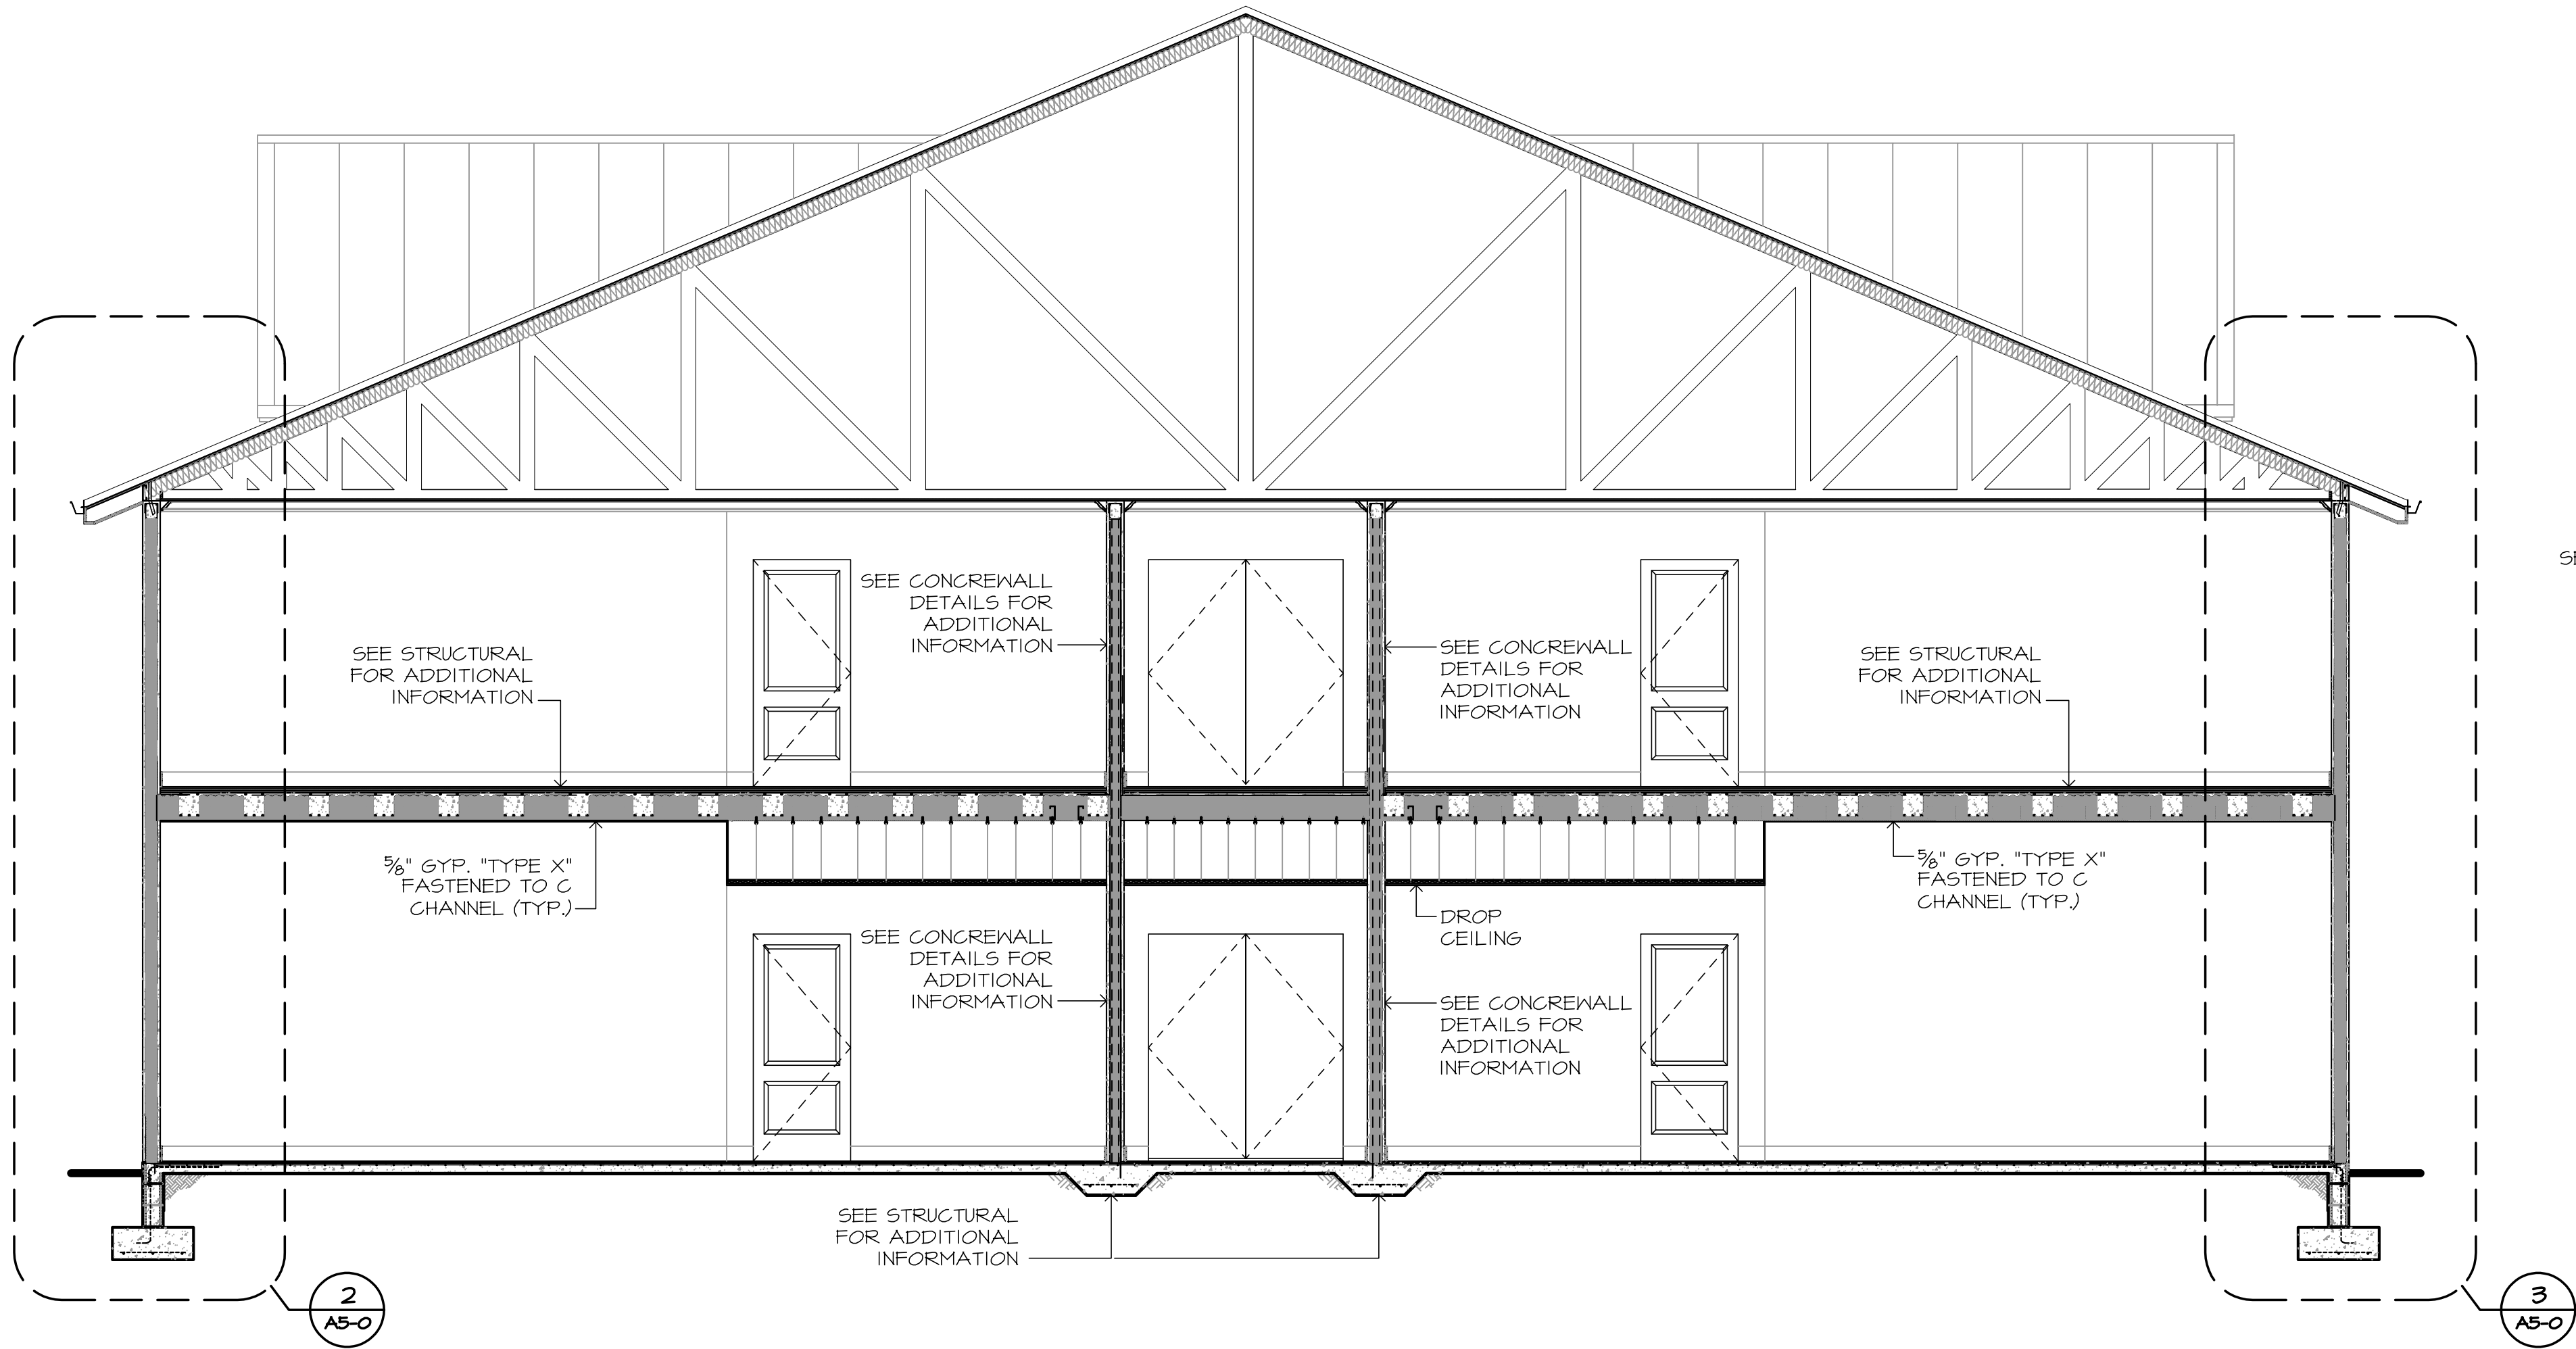 SEE CONCREWALL
DETAILS FOR
ADDITIONAL
INFORMATION
SEE STRUCTURAL
FOR ADDITIONAL
INFORMATION
SEE CONCREWALL
DETAILS FOR
ADDITIONAL
INFORMATION
SEE STRUCTURAL
FOR ADDITIONAL
INFORMATION
5/8" GYP. "TYPE X"
FASTENED TO C
CHANNEL (TYP.)
5/8" GYP. "TYPE X"
FASTENED TO C
CHANNEL (TYP.)
DROP
CEILING
SEE CONCREWALL
DETAILS FOR
ADDITIONAL
INFORMATION
SEE CONCREWALL
DETAILS FOR
ADDITIONAL
INFORMATION
SEE STRUCTURAL
FOR ADDITIONAL
INFORMATION
2
A5-0
3
A5-0